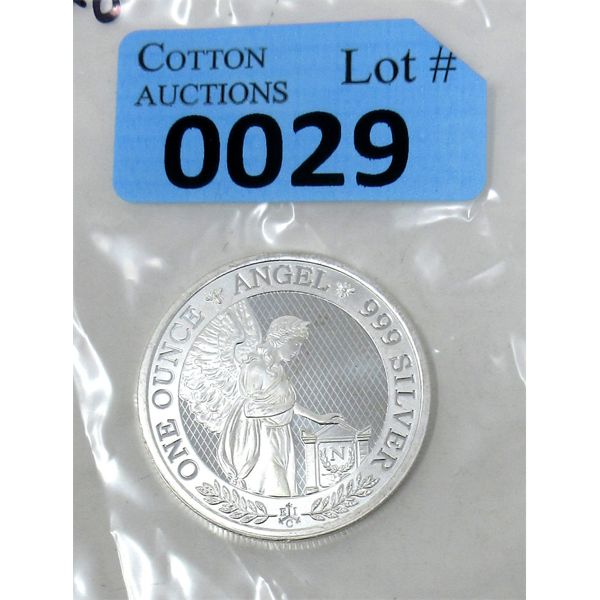 COTTON
AUCTIONS
Lot #
0029
ONE OUNCE ANGEL 999 SILVER
N
E I
C